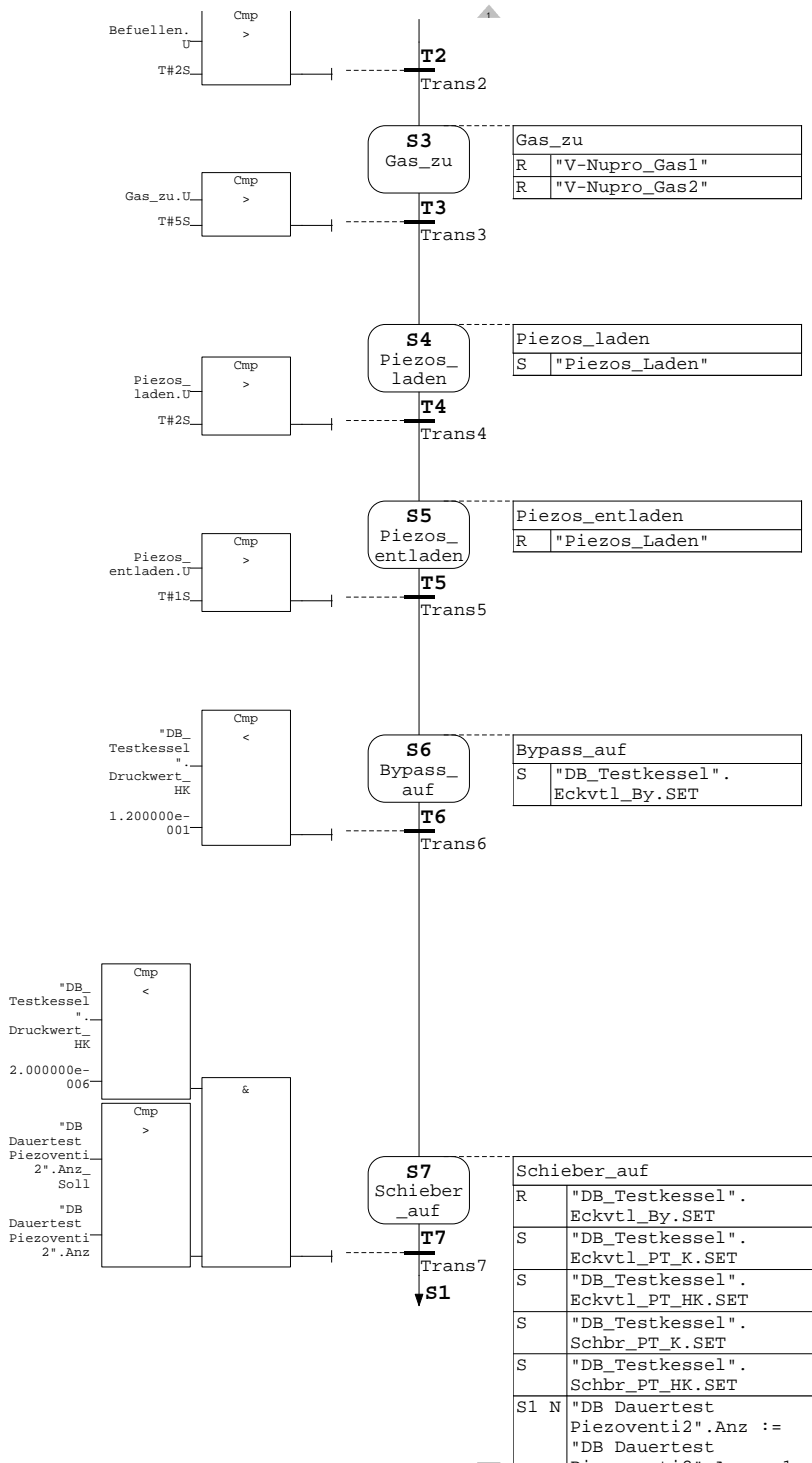 1
Cmp
Befuellen.
U
>
T#2S
T2
Trans2
S3
Gas_zu
Gas_zu
R "V-Nupro_Gas1"
R "V-Nupro_Gas2"
Cmp
Gas_zu.U
>
T#5S
T3
Trans3
S4
Piezos_
laden
Piezos_laden
S "Piezos_Laden"
Cmp
Piezos_
laden.U
>
T#2S
T4
Trans4
S5
Piezos_
entladen
Piezos_entladen
R "Piezos_Laden"
Cmp
Piezos_
entladen.U
>
T#1S
T5
Trans5
Cmp
"DB_
Testkessel
".
Druckwert_
HK
<
1.200000e-
001
S6
Bypass_
auf
Bypass_auf
S "DB_Testkessel".
Eckvtl_By.SET
T6
Trans6
Cmp
"DB_
Testkessel
".
Druckwert_
HK
<
2.000000e-
006
&
Cmp
"DB
Dauertest
Piezoventi
2".Anz_
Soll
>
"DB
Dauertest
Piezoventi
2".Anz
S7
Schieber
_auf
T7
Trans7
S1
Schieber_auf
R "DB_Testkessel".
Eckvtl_By.SET
S "DB_Testkessel".
Eckvtl_PT_K.SET
S "DB_Testkessel".
Eckvtl_PT_HK.SET
S "DB_Testkessel".
Schbr_PT_K.SET
S "DB_Testkessel".
Schbr_PT_HK.SET
S1 N "DB Dauertest
Piezoventi2".Anz :=
"DB Dauertest